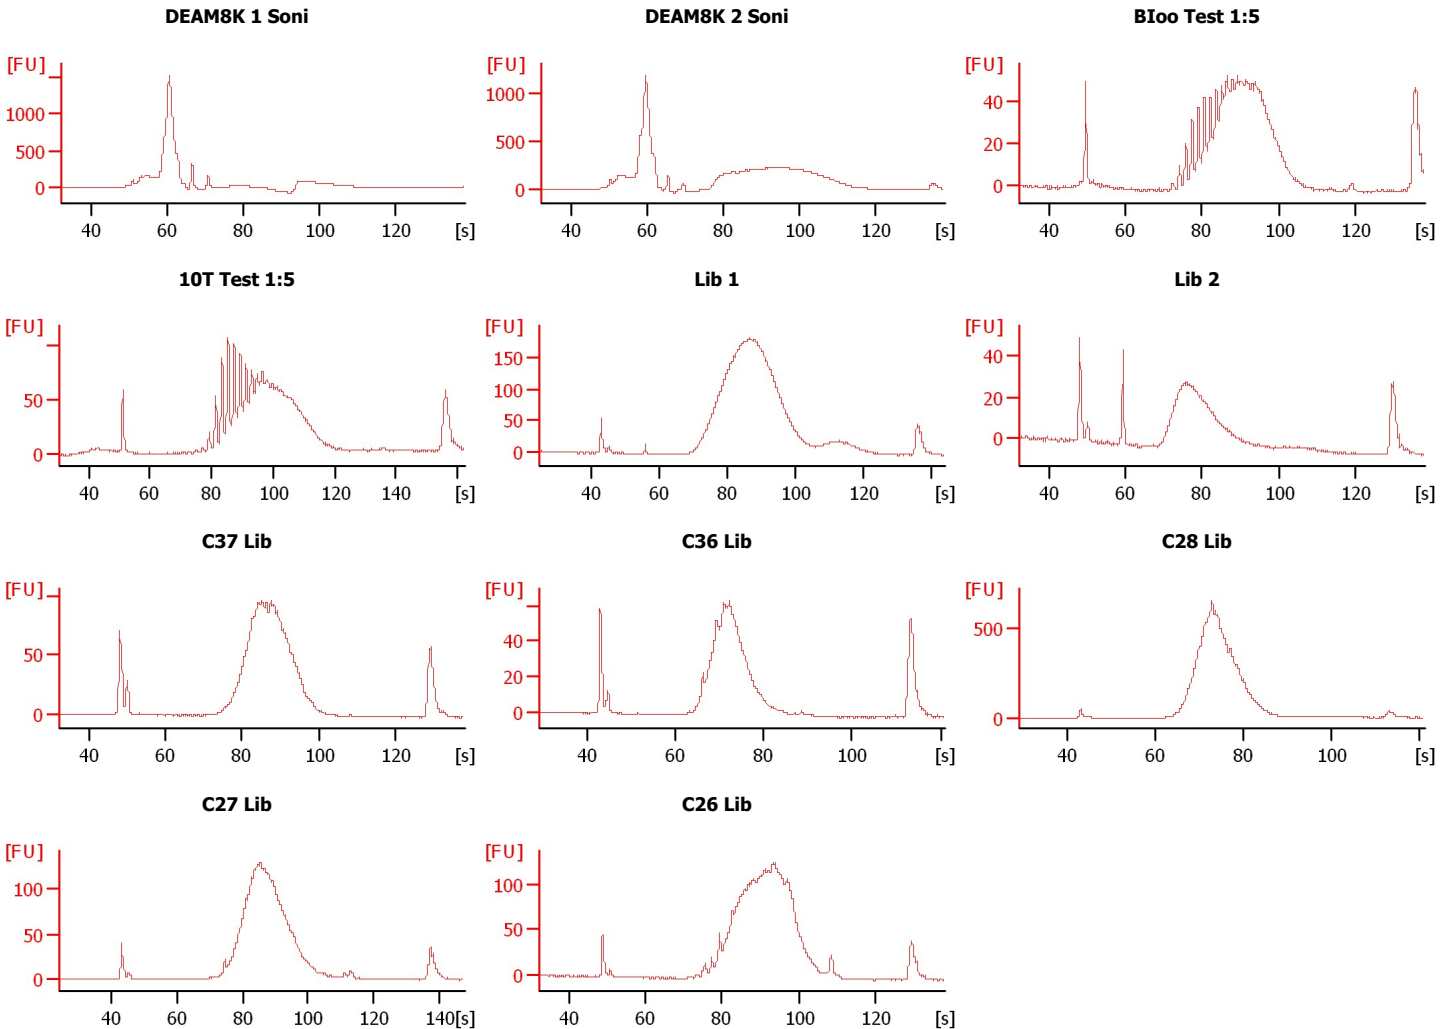 DEAM8K 1 Soni
[FU]
1000
500
0
40 60 80 100 120 [s]
DEAM8K 2 Soni
[FU]
1000
500
0
40 60 80 100 120 [s]
BIoo Test 1:5
[FU]
40
20
0
40 60 80 100 120 [s]
10T Test 1:5
[FU]
50
0
40 60 80 100 120 140 [s]
Lib 1
[FU]
150
100
50
0
40 60 80 100 120 [s]
Lib 2
[FU]
40
20
0
40 60 80 100 120 [s]
C37 Lib
[FU]
50
0
40 60 80 100 120 [s]
C36 Lib
[FU]
40
20
0
40 60 80 100 [s]
C28 Lib
[FU]
500
0
40 60 80 100 [s]
C27 Lib
[FU]
100
50
0
40 60 80 100 120 140[s]
C26 Lib
[FU]
100
50
0
40 60 80 100 120 [s]